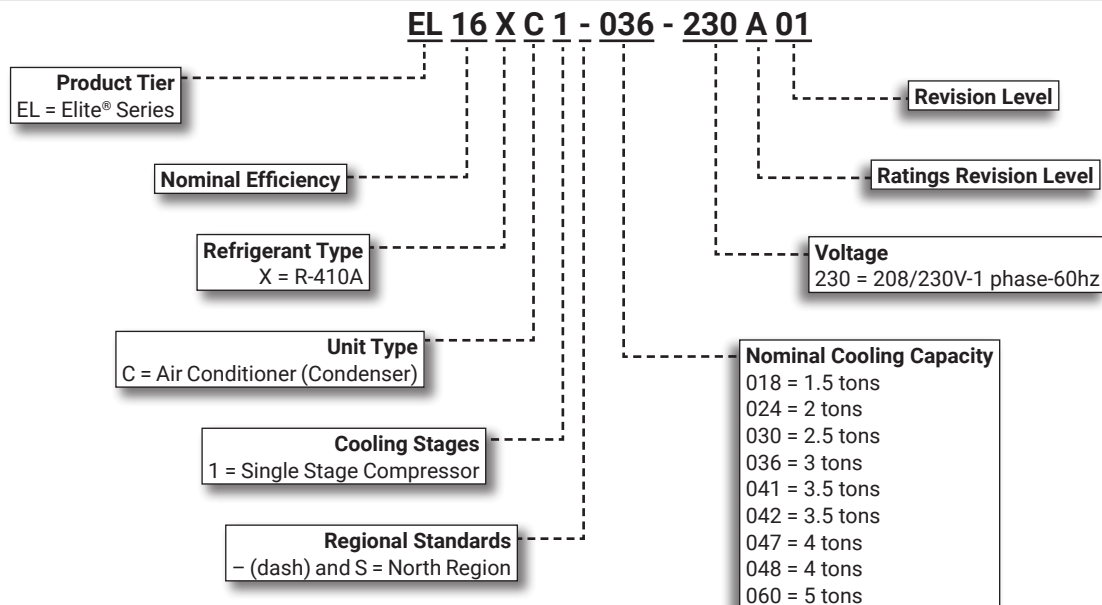 EL 16 X C 1 - 036 - 230 A 01
Product Tier
EL = Elite® Series
Nominal Efficiency
Refrigerant Type
X = R-410A
Unit Type
C = Air Conditioner (Condenser)
Cooling Stages
1 = Single Stage Compressor
Regional Standards
– (dash) and S = North Region
Revision Level
Ratings Revision Level
Voltage
230 = 208/230V-1 phase-60hz
Nominal Cooling Capacity
018 = 1.5 tons
024 = 2 tons
030 = 2.5 tons
036 = 3 tons
041 = 3.5 tons
042 = 3.5 tons
047 = 4 tons
048 = 4 tons
060 = 5 tons